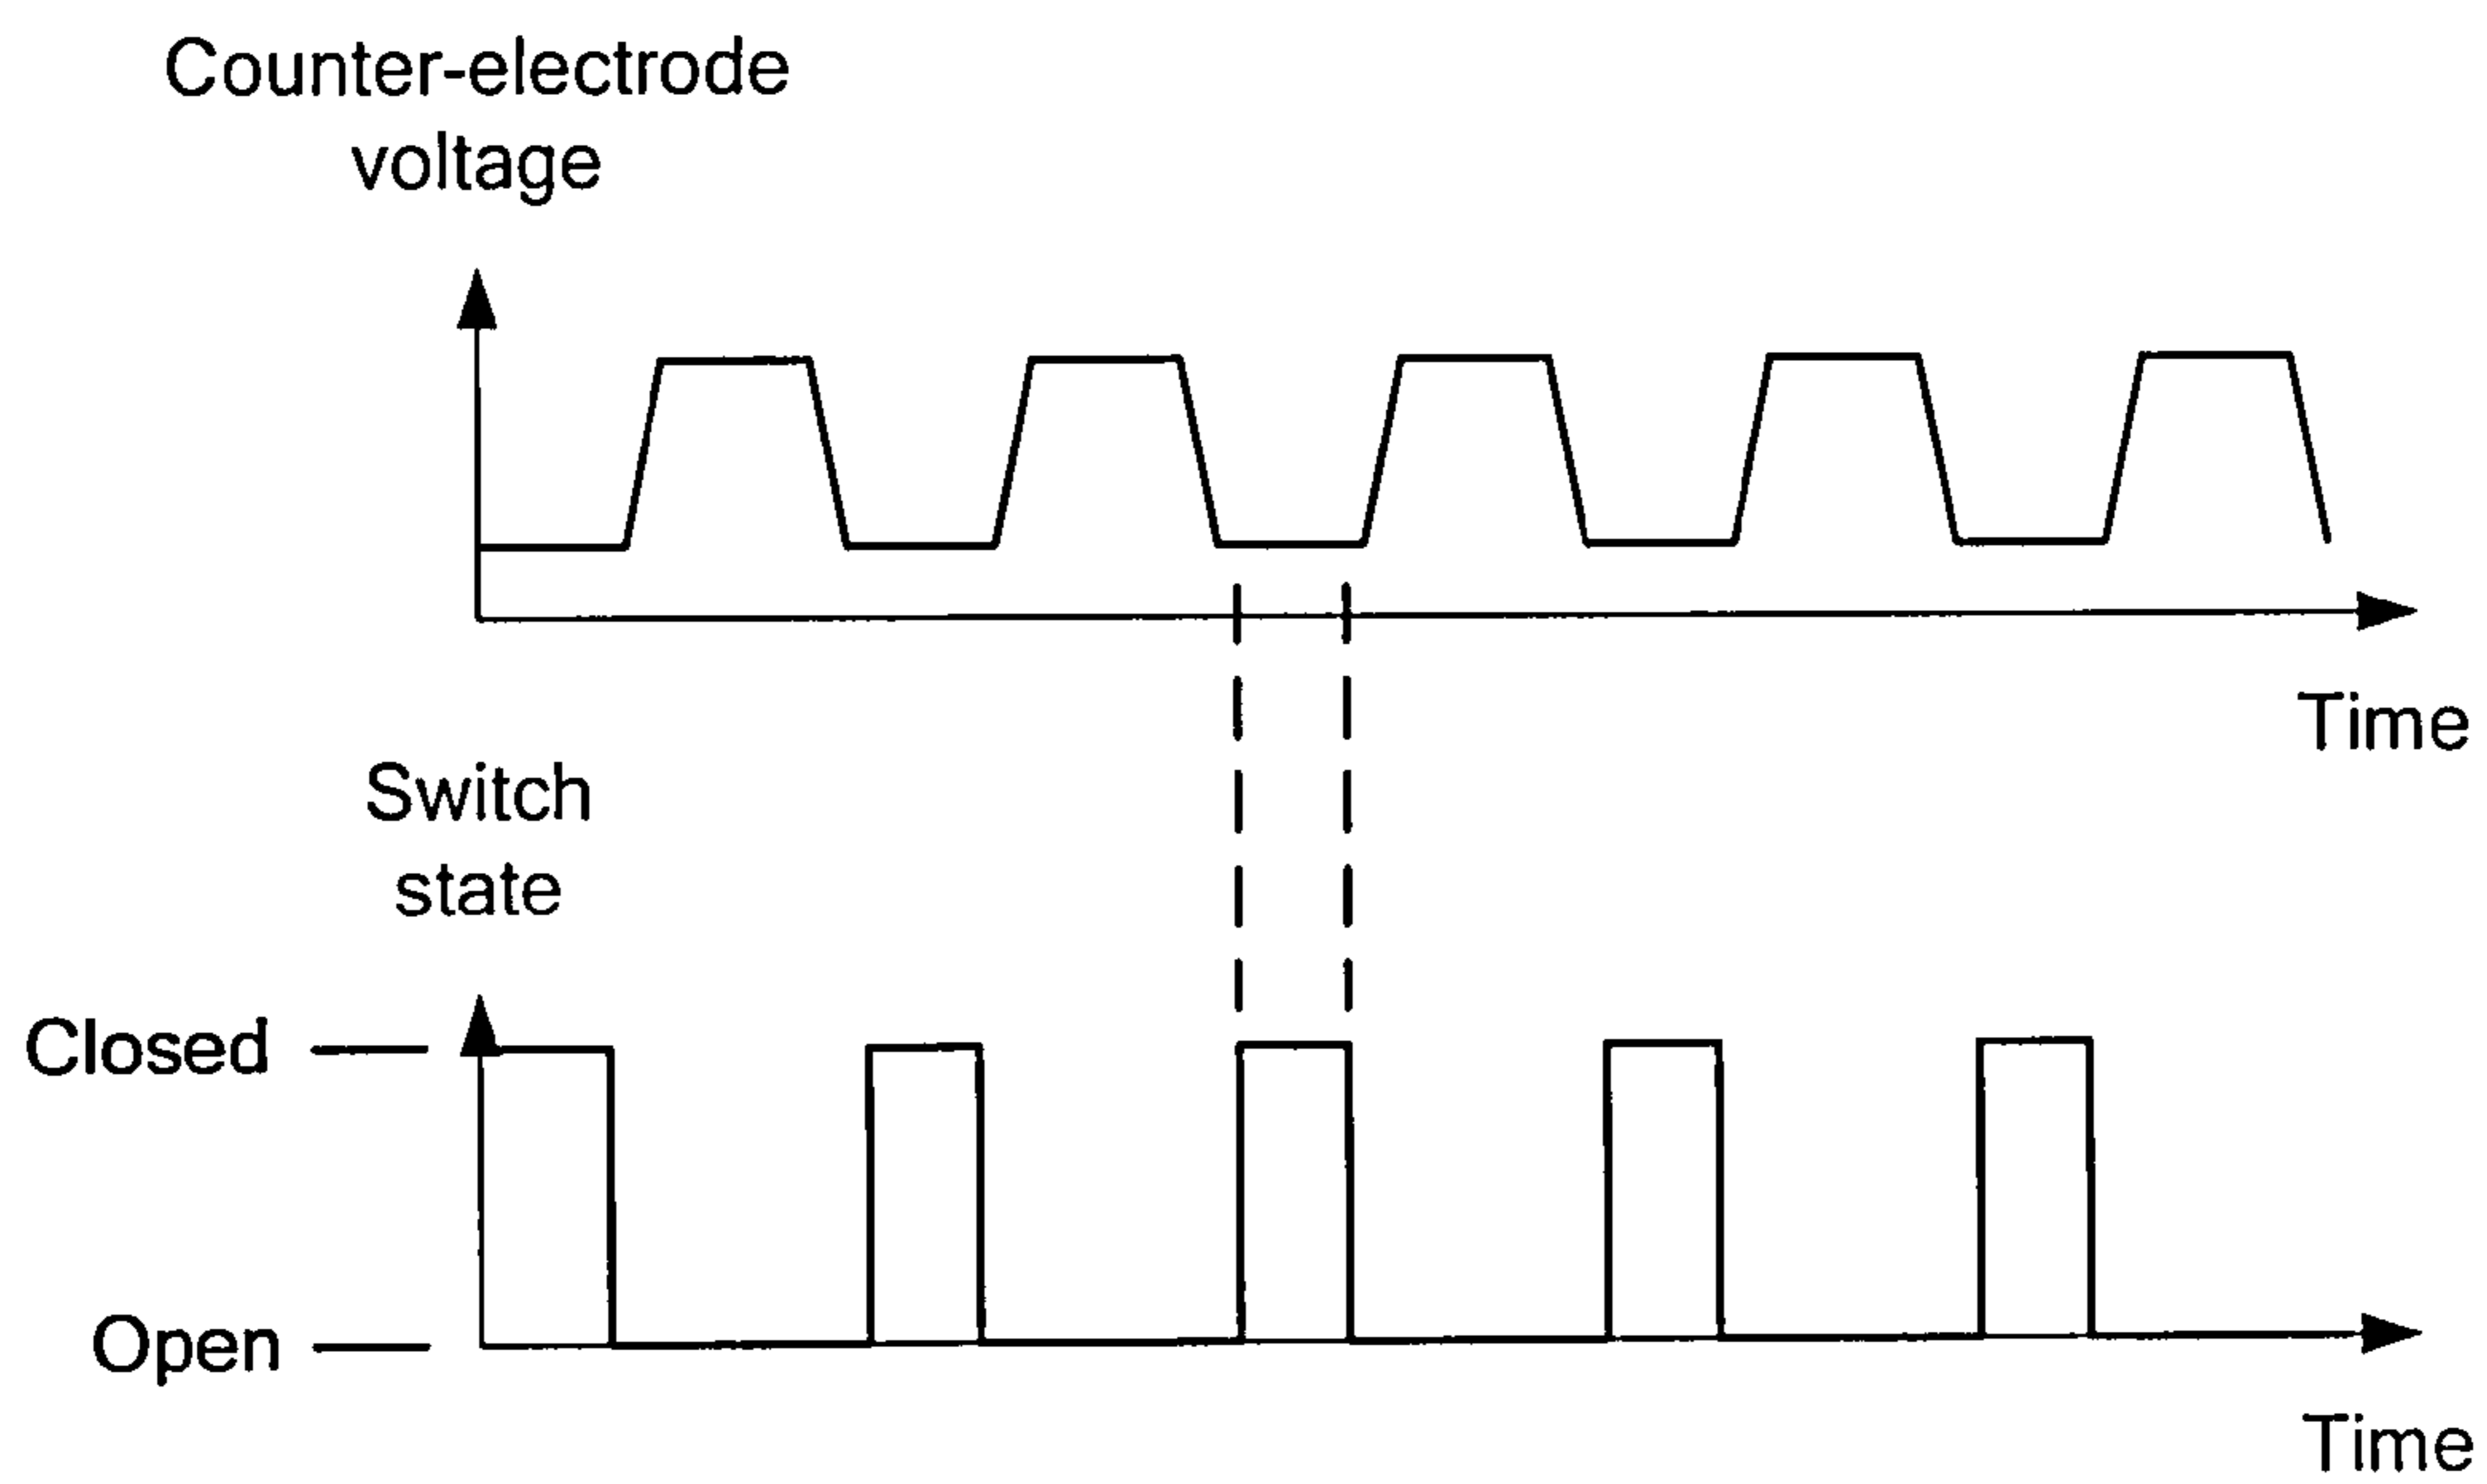 Counter-electrode
voltage
Time
Switch
state
Closed
Open
Time